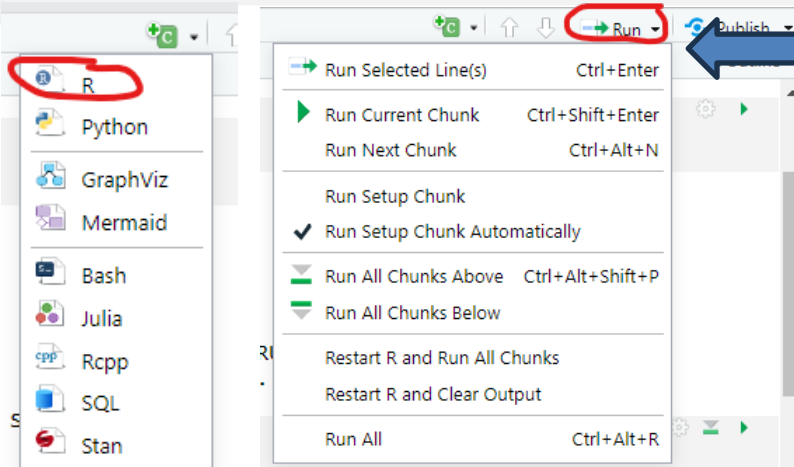 R
Python
GraphViz
Mermaid
Bash
Julia
Rcpp
SQL
Stan
Run Publish
Run Selected Line(s) Ctrl+Enter
Run Current Chunk Ctrl+Shift+Enter
Run Next Chunk Ctrl+Alt+N
Run Setup Chunk
Run Setup Chunk Automatically
Run All Chunks Above Ctrl+Alt+Shift+P
Run All Chunks Below
Restart R and Run All Chunks
Restart R and Clear Output
Run All Ctrl+Alt+R